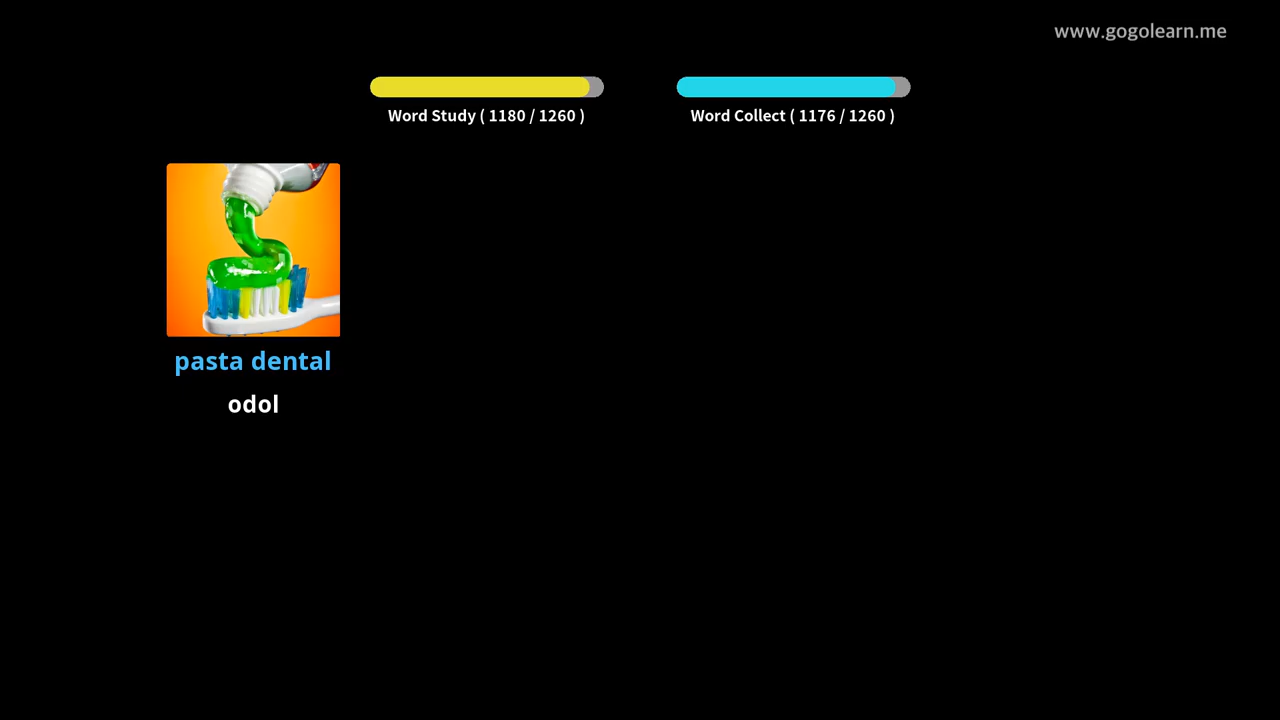 www.gogolearn.me
Word Study ( 1180 / 1260 )
Word Collect ( 1176 / 1260 )
pasta dental
odol